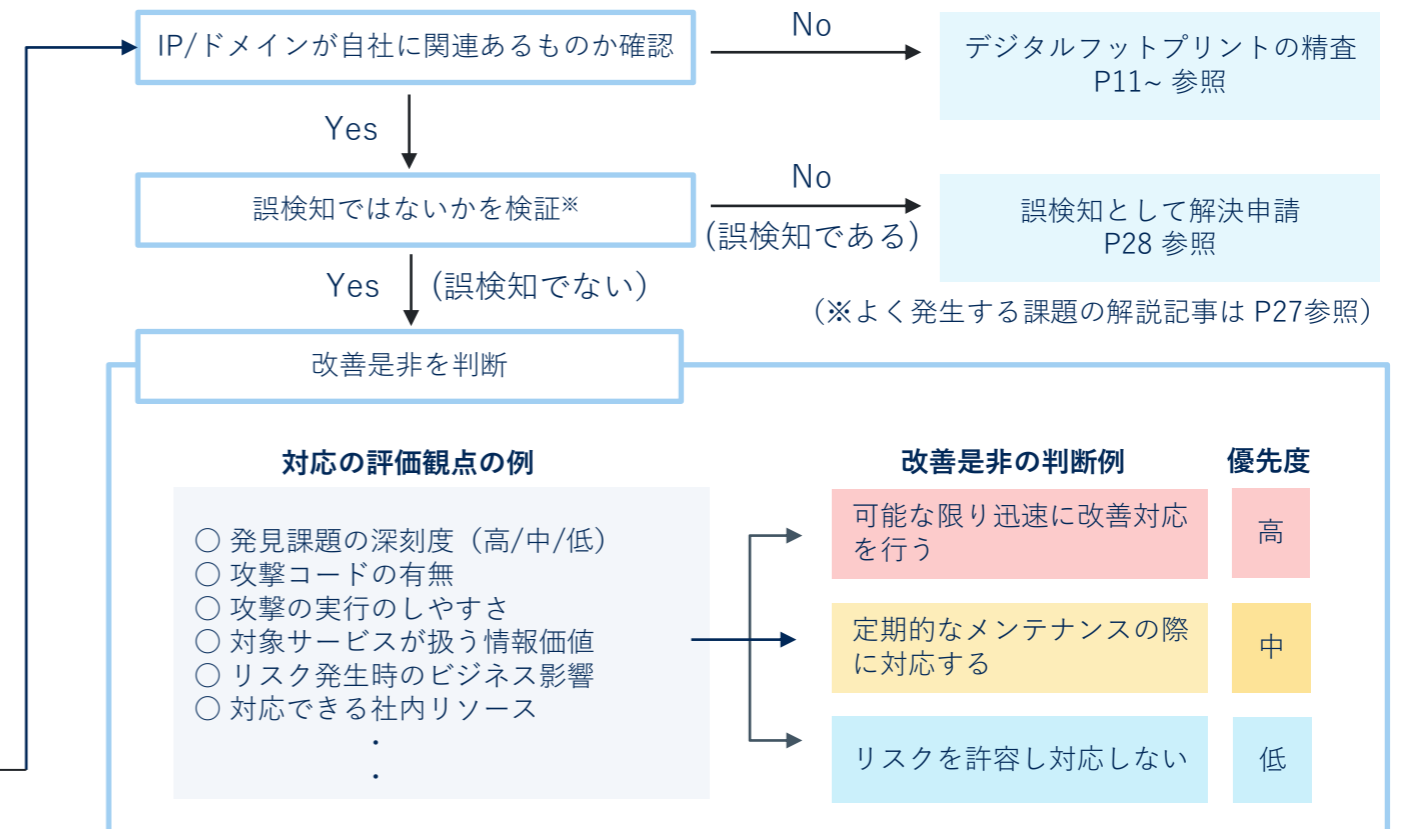 IP/ドメインが自社に関連あるものか確認
No
デジタルフットプリントの精査
P11~ 参照
Yes
誤検知ではないかを検証※
No
(誤検知である)
誤検知として解決申請
P28 参照
Yes
(誤検知でない)
(※よく発生する課題の解説記事は P27参照)
改善是非を判断
対応の評価観点の例
○ 発見課題の深刻度（高/中/低）
○ 攻撃コードの有無
○ 攻撃の実行のしやすさ
○ 対象サービスが扱う情報価値
○ リスク発生時のビジネス影響
○ 対応できる社内リソース
・
・
改善是非の判断例
優先度
可能な限り迅速に改善対応
を行う
高
定期的なメンテナンスの際
に対応する
中
リスクを許容し対応しない
低